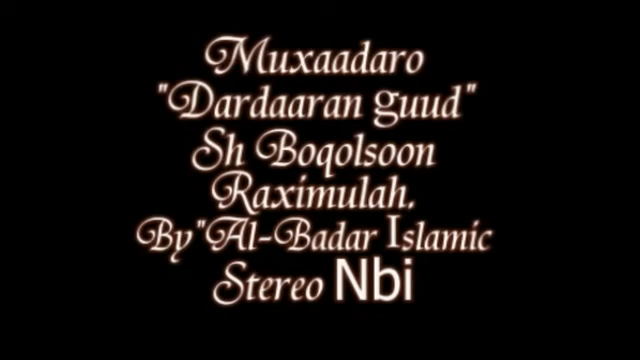 Muxaadaro
"Dardaaran guud"
Sh Boqolsoon
Raximulah.
By"Al-Badar Islamic
Stereo Nbi